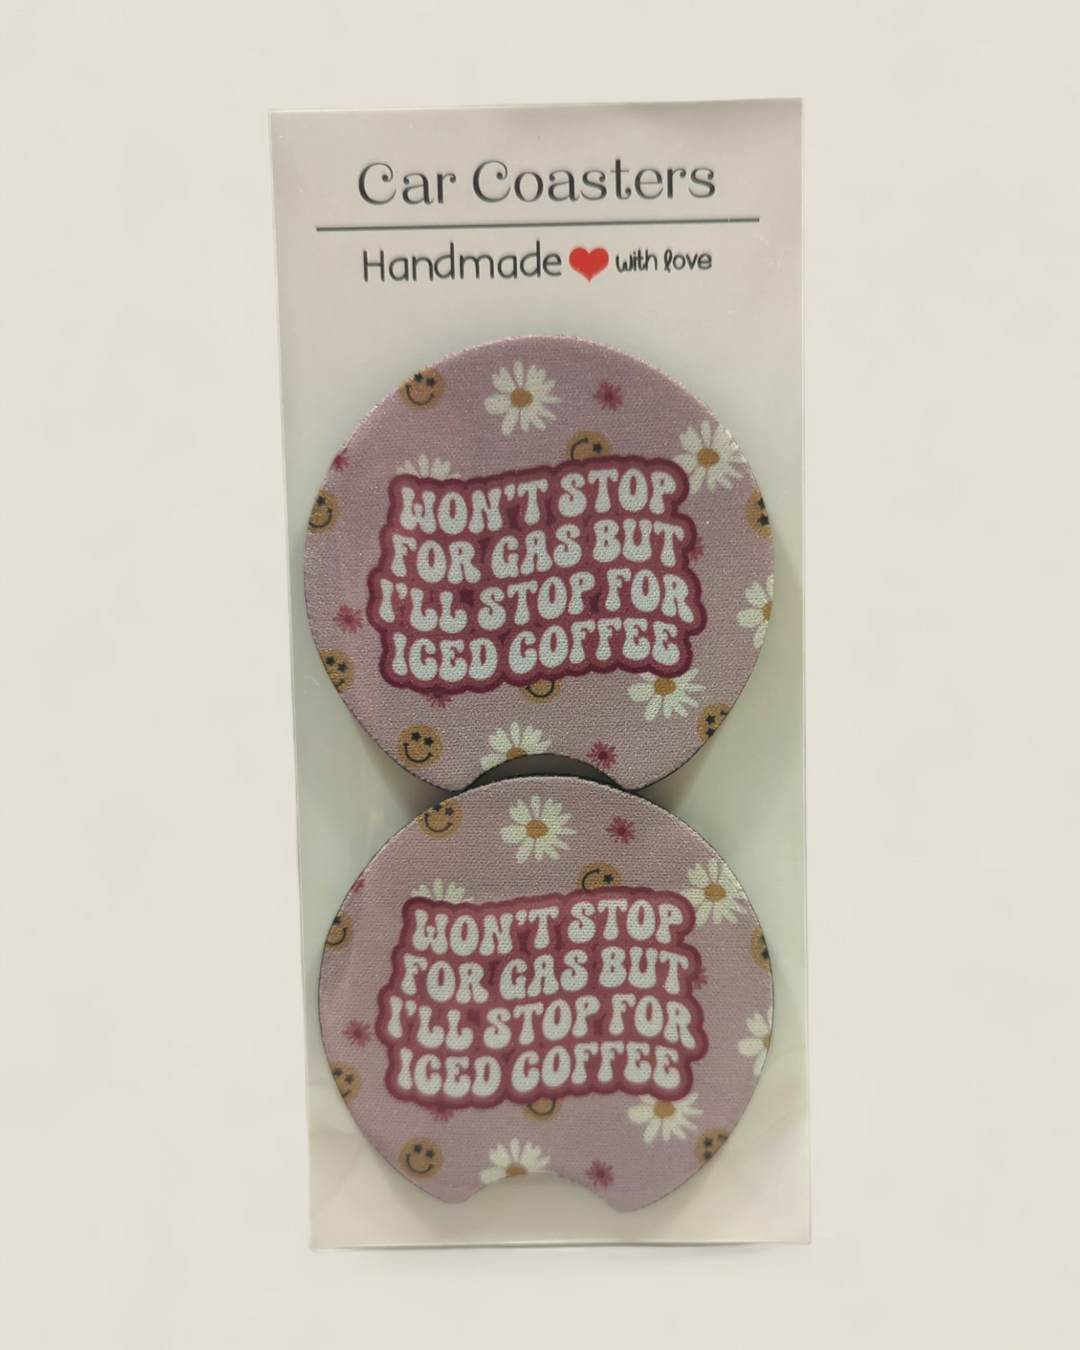 Car Coasters
Handmade with love
WON'T STOP
FOR GAS BUT
I'LL STOP FOR
ICED COFFEE
WON'T STOP
FOR GAS BUT
I'LL STOP FOR
ICED COFFEE